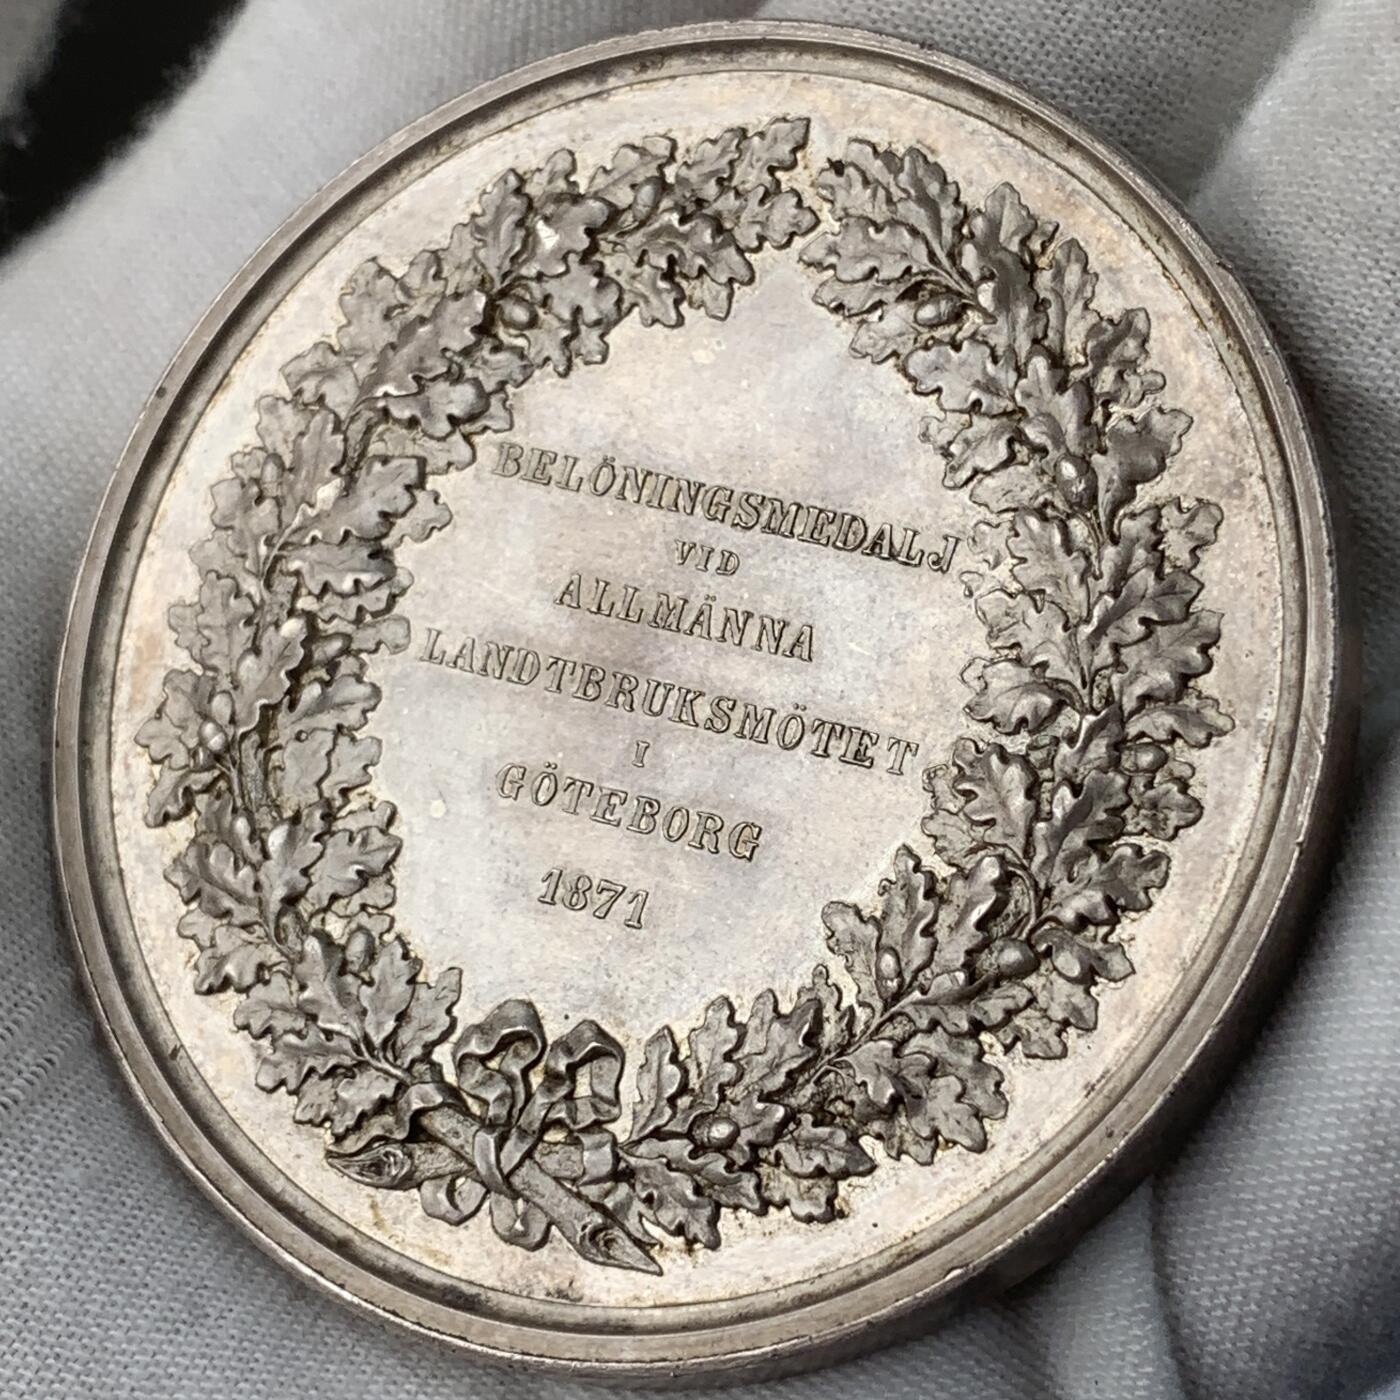 BELÖNINGSMEDALJ
VID
ALLMÄNNA
LANDTBRUKSMÖTET
I
GÖTEBORG
1871